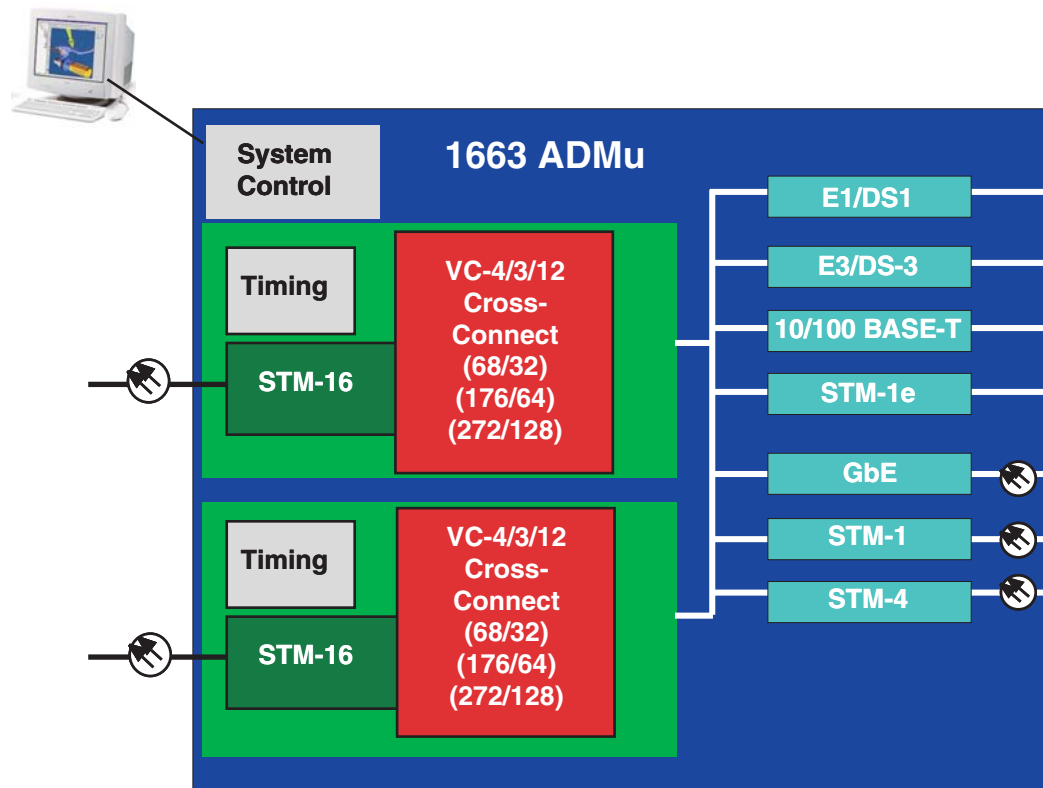 System
Control
1663 ADMu
Timing
STM-16
VC-4/3/12
Cross-
Connect
(68/32)
(176/64)
(272/128)
Timing
STM-16
VC-4/3/12
Cross-
Connect
(68/32)
(176/64)
(272/128)
E1/DS1
E3/DS-3
10/100 BASE-T
STM-1e
GbE
STM-1
STM-4